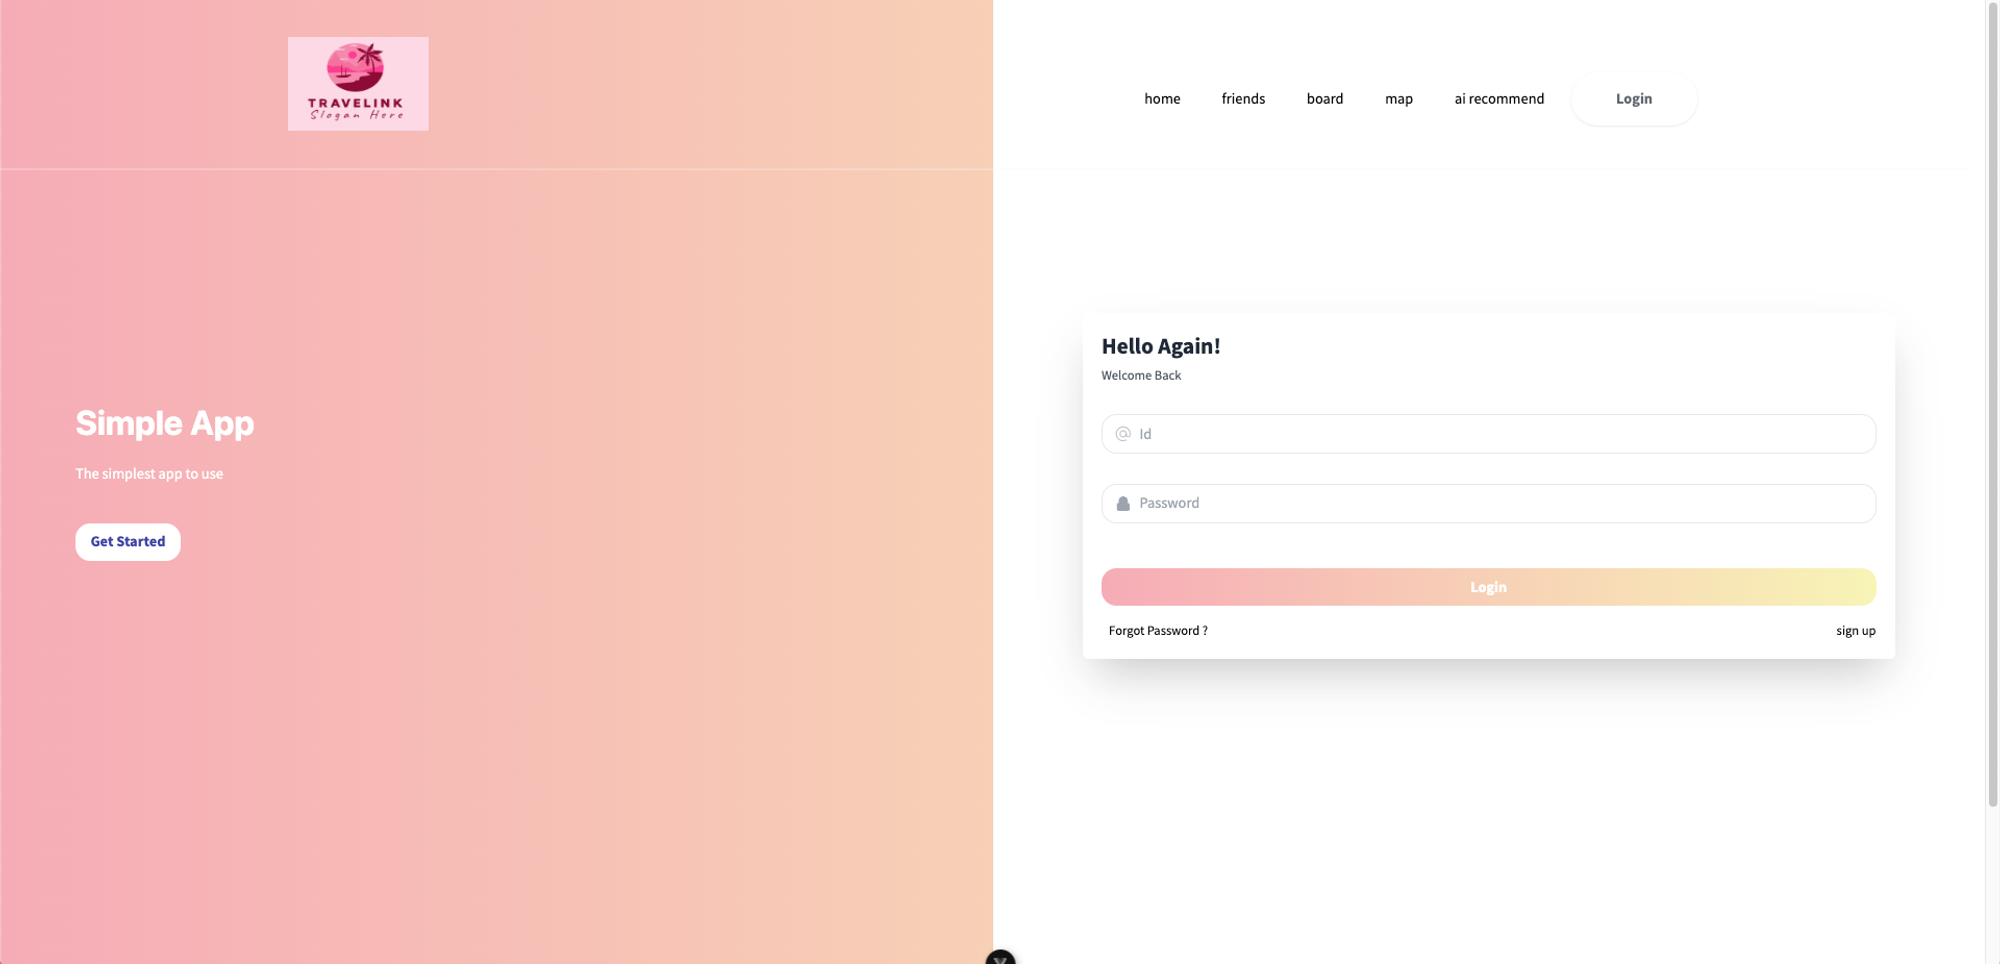 TRAVELINK
Slogan Here
home
friends
board
map
ai recommend
Login
Simple App
The simplest app to use
Get Started
Hello Again!
Welcome Back
@ Id
Password
Login
Forgot Password ?
sign up